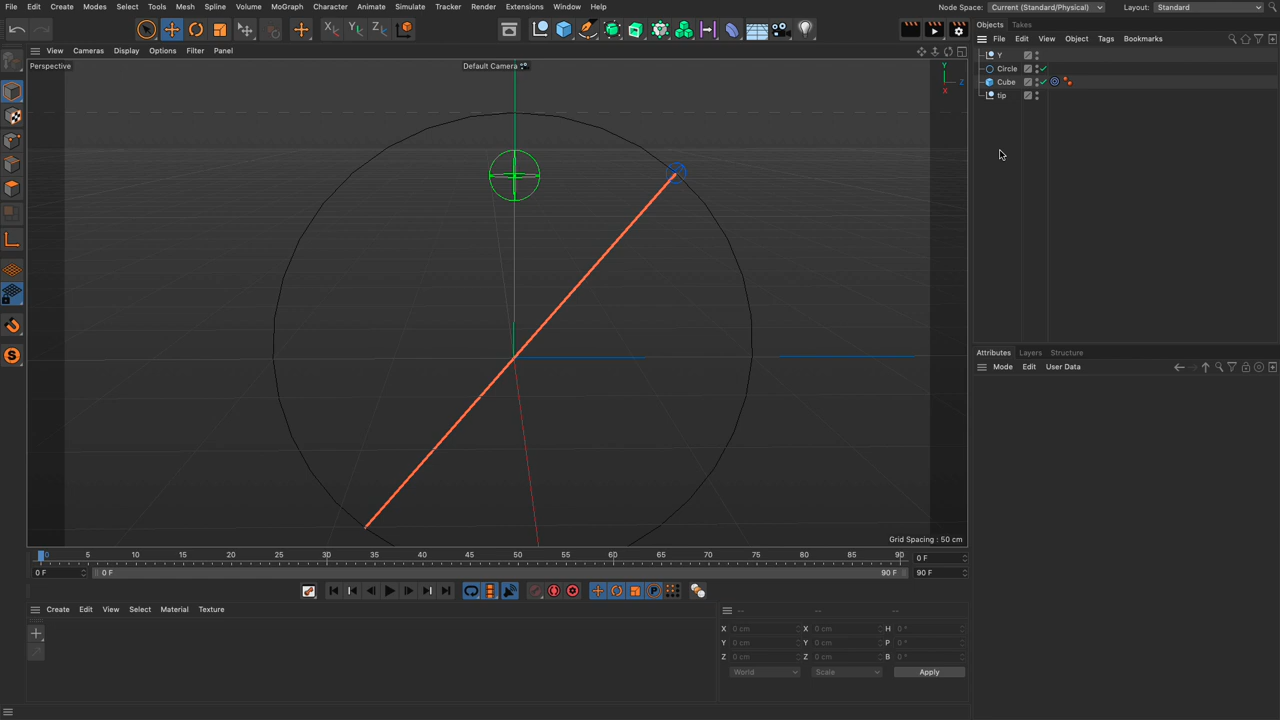 File Edit Create Modes Select Tools Mesh Spline Volume MoGraph Character Animate Simulate Tracker Render Extensions Window Help Node Space: Current (Standard/Physical) Layout: Standard
X Y Z
Objects Takes
View Cameras Display Options Filter Panel
File Edit View Object Tags Bookmarks
Perspective
Default Camera
Y
Z
X
Y
Circle
Cube
tip
Attributes Layers Structure
Mode Edit User Data
Grid Spacing : 50 cm
0 5 10 15 20 25 30 35 40 45 50 55 60 65 70 75 80 85 90
0 F
0 F 0 F 90 F 90 F
P
Create Edit View Select Material Texture
-- -- --
X 0 cm X 0 cm H 0 °
Y 0 cm Y 0 cm P 0 °
Z 0 cm Z 0 cm B 0 °
World Scale Apply